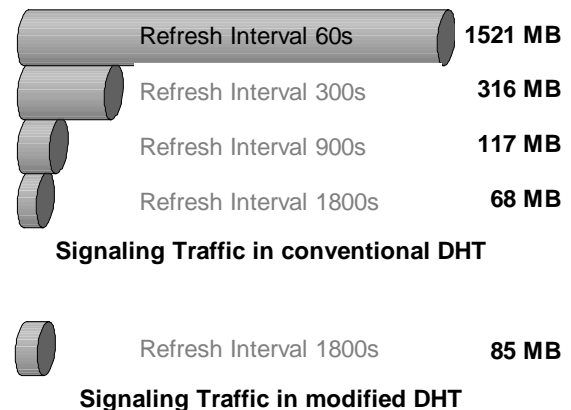 Refresh Interval 60s 1521 MB
Refresh Interval 300s 316 MB
Refresh Interval 900s 117 MB
Refresh Interval 1800s 68 MB
Signaling Traffic in conventional DHT
Refresh Interval 1800s 85 MB
Signaling Traffic in modified DHT